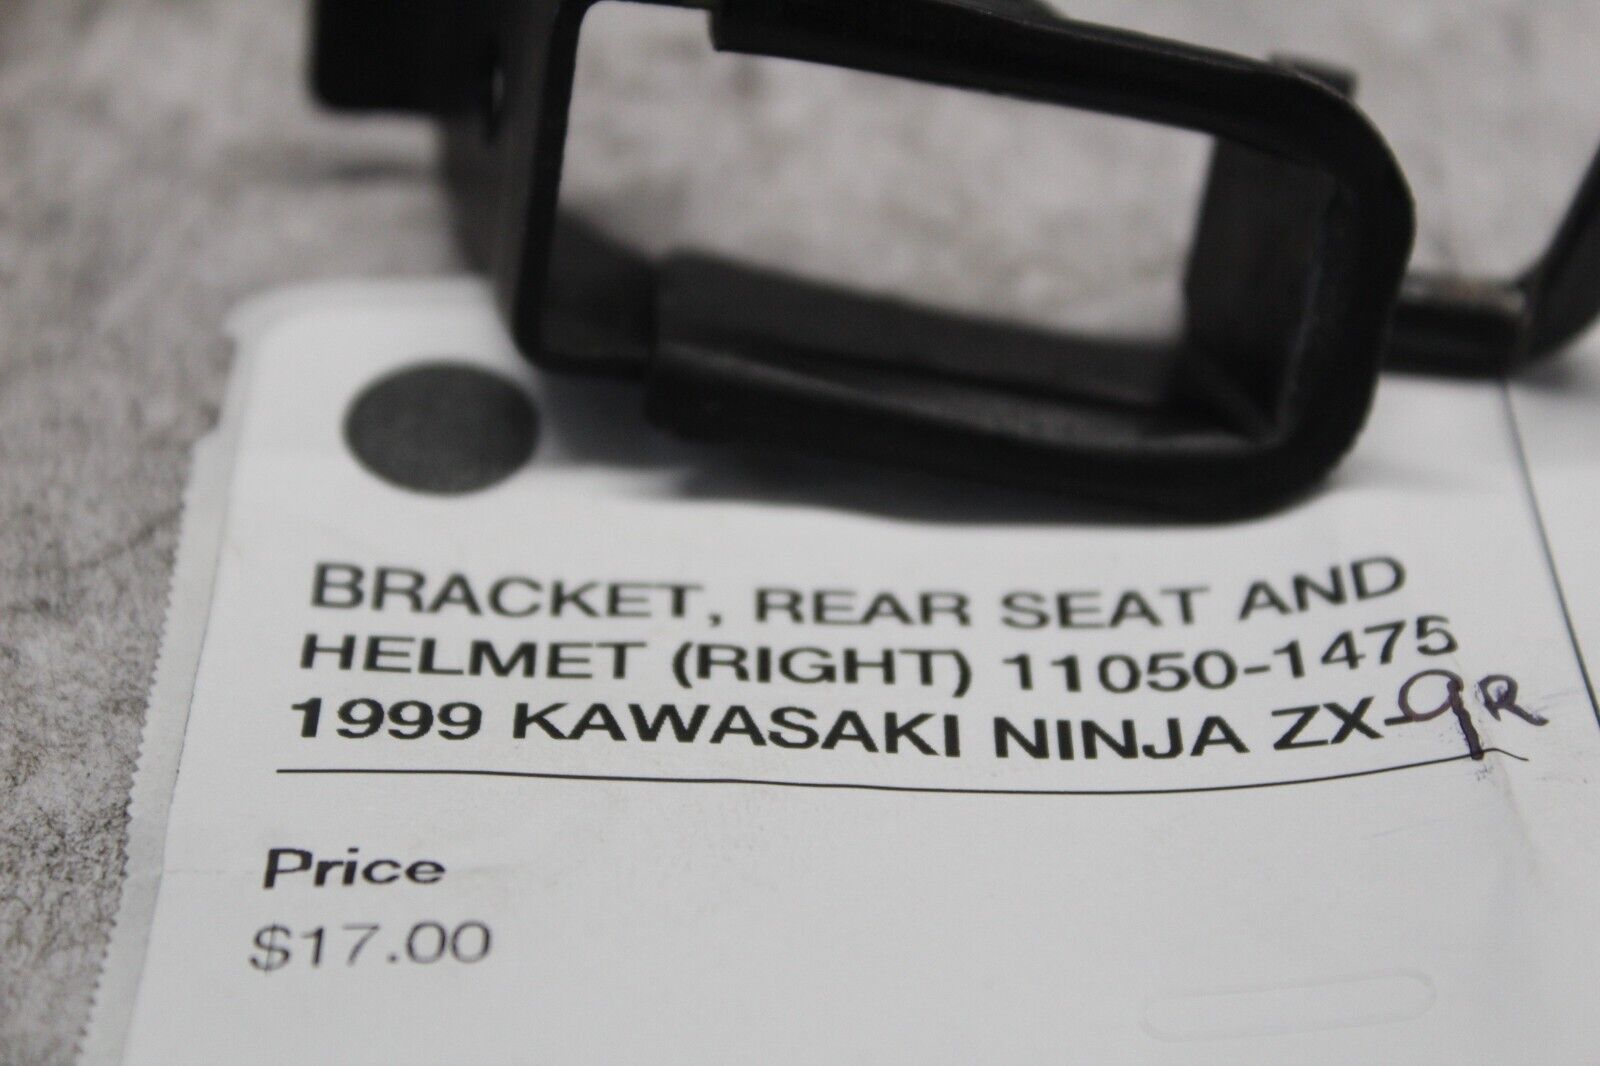 BRACKET, REAR SEAT AND
HELMET (RIGHT) 11050-1475
1999 KAWASAKI NINJA ZX-9R
Price
$17.00